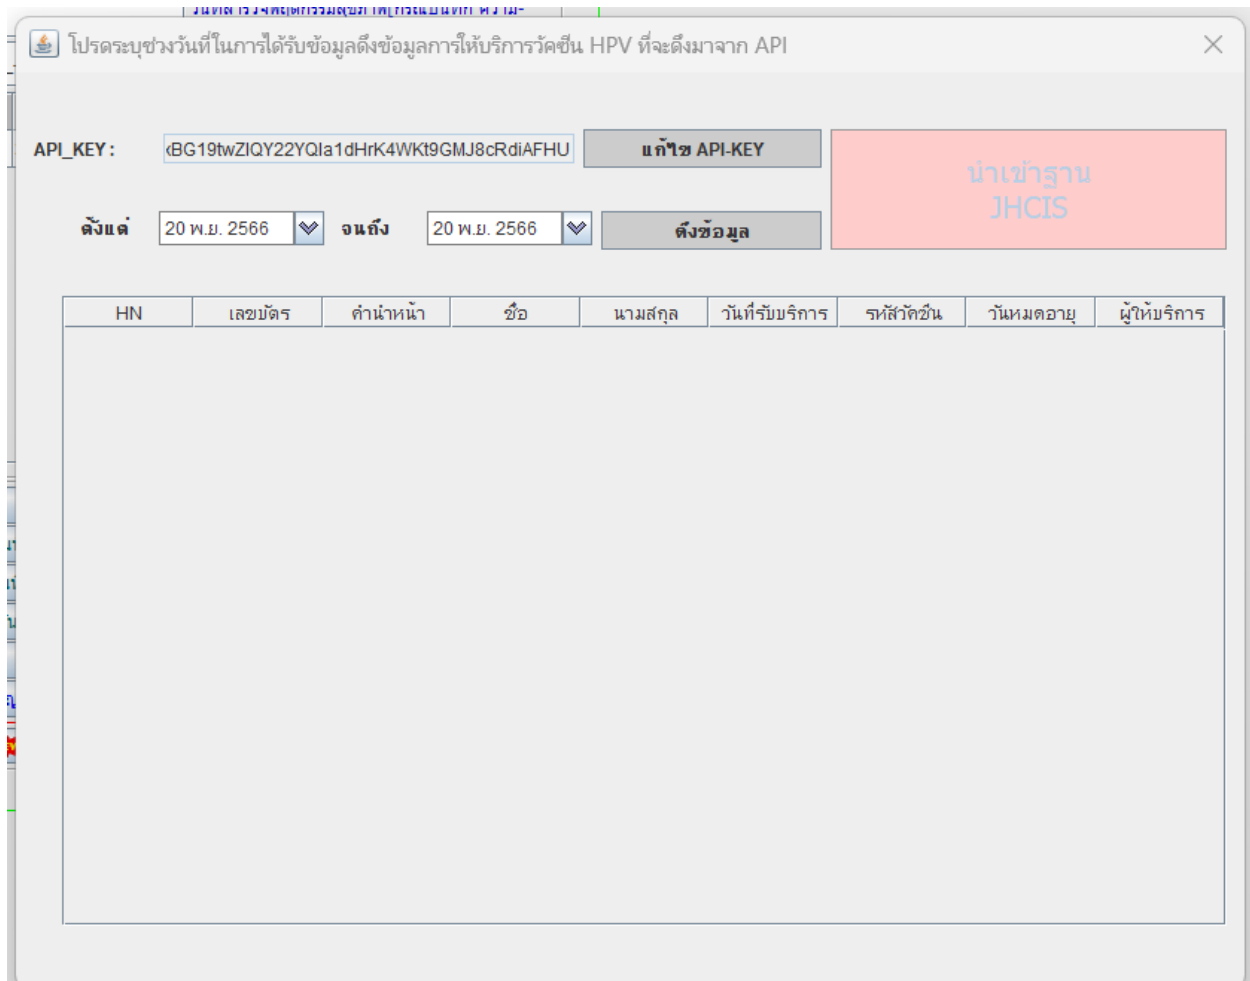 โปรดระบุช่วงวันที่ในการได้รับข้อมูลดึงข้อมูลการให้บริการวัคซีน HPV ที่จะดึงมาจาก API
API_KEY : BG19twZIQY22YQIa1dHrK4WKt9GMJ8cRdiAFHU แก้ไข API-KEY
นำเข้าฐาน
JHCIS
ตั้งแต่ 20 พ.ย. 2566 จนถึง 20 พ.ย. 2566 ดึงข้อมูล
HN เลขบัตร คำนำหน้า ชื่อ นามสกุล วันที่รับบริการ รหัสวัคซีน วันหมดอายุ ผู้ให้บริการ